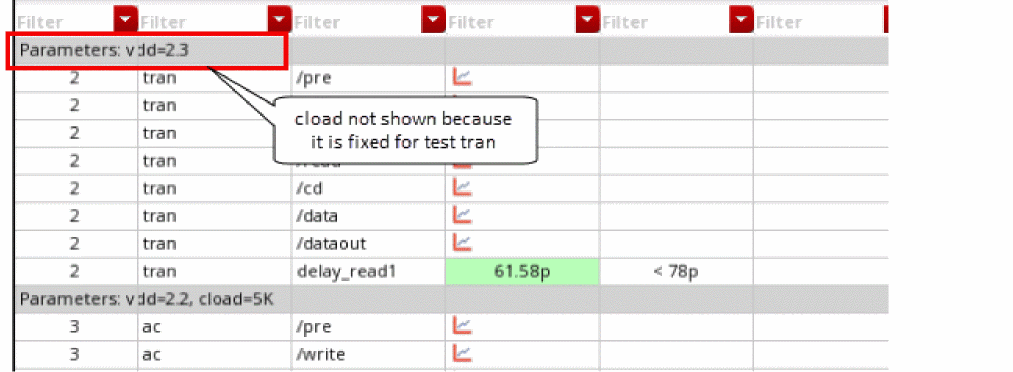 Filter Filter Filter Filter Filter Filter
Parameters: vdd=2.3
2 tran /pre
2 tran
cload not shown because
it is fixed for test tran
2 tran
2 tran
2 tran /cd
2 tran /data
2 tran /dataout
2 tran delay_read1 61.58p < 78p
Parameters: vdd=2.2, cload=5K
3 ac /pre
3 ac /write